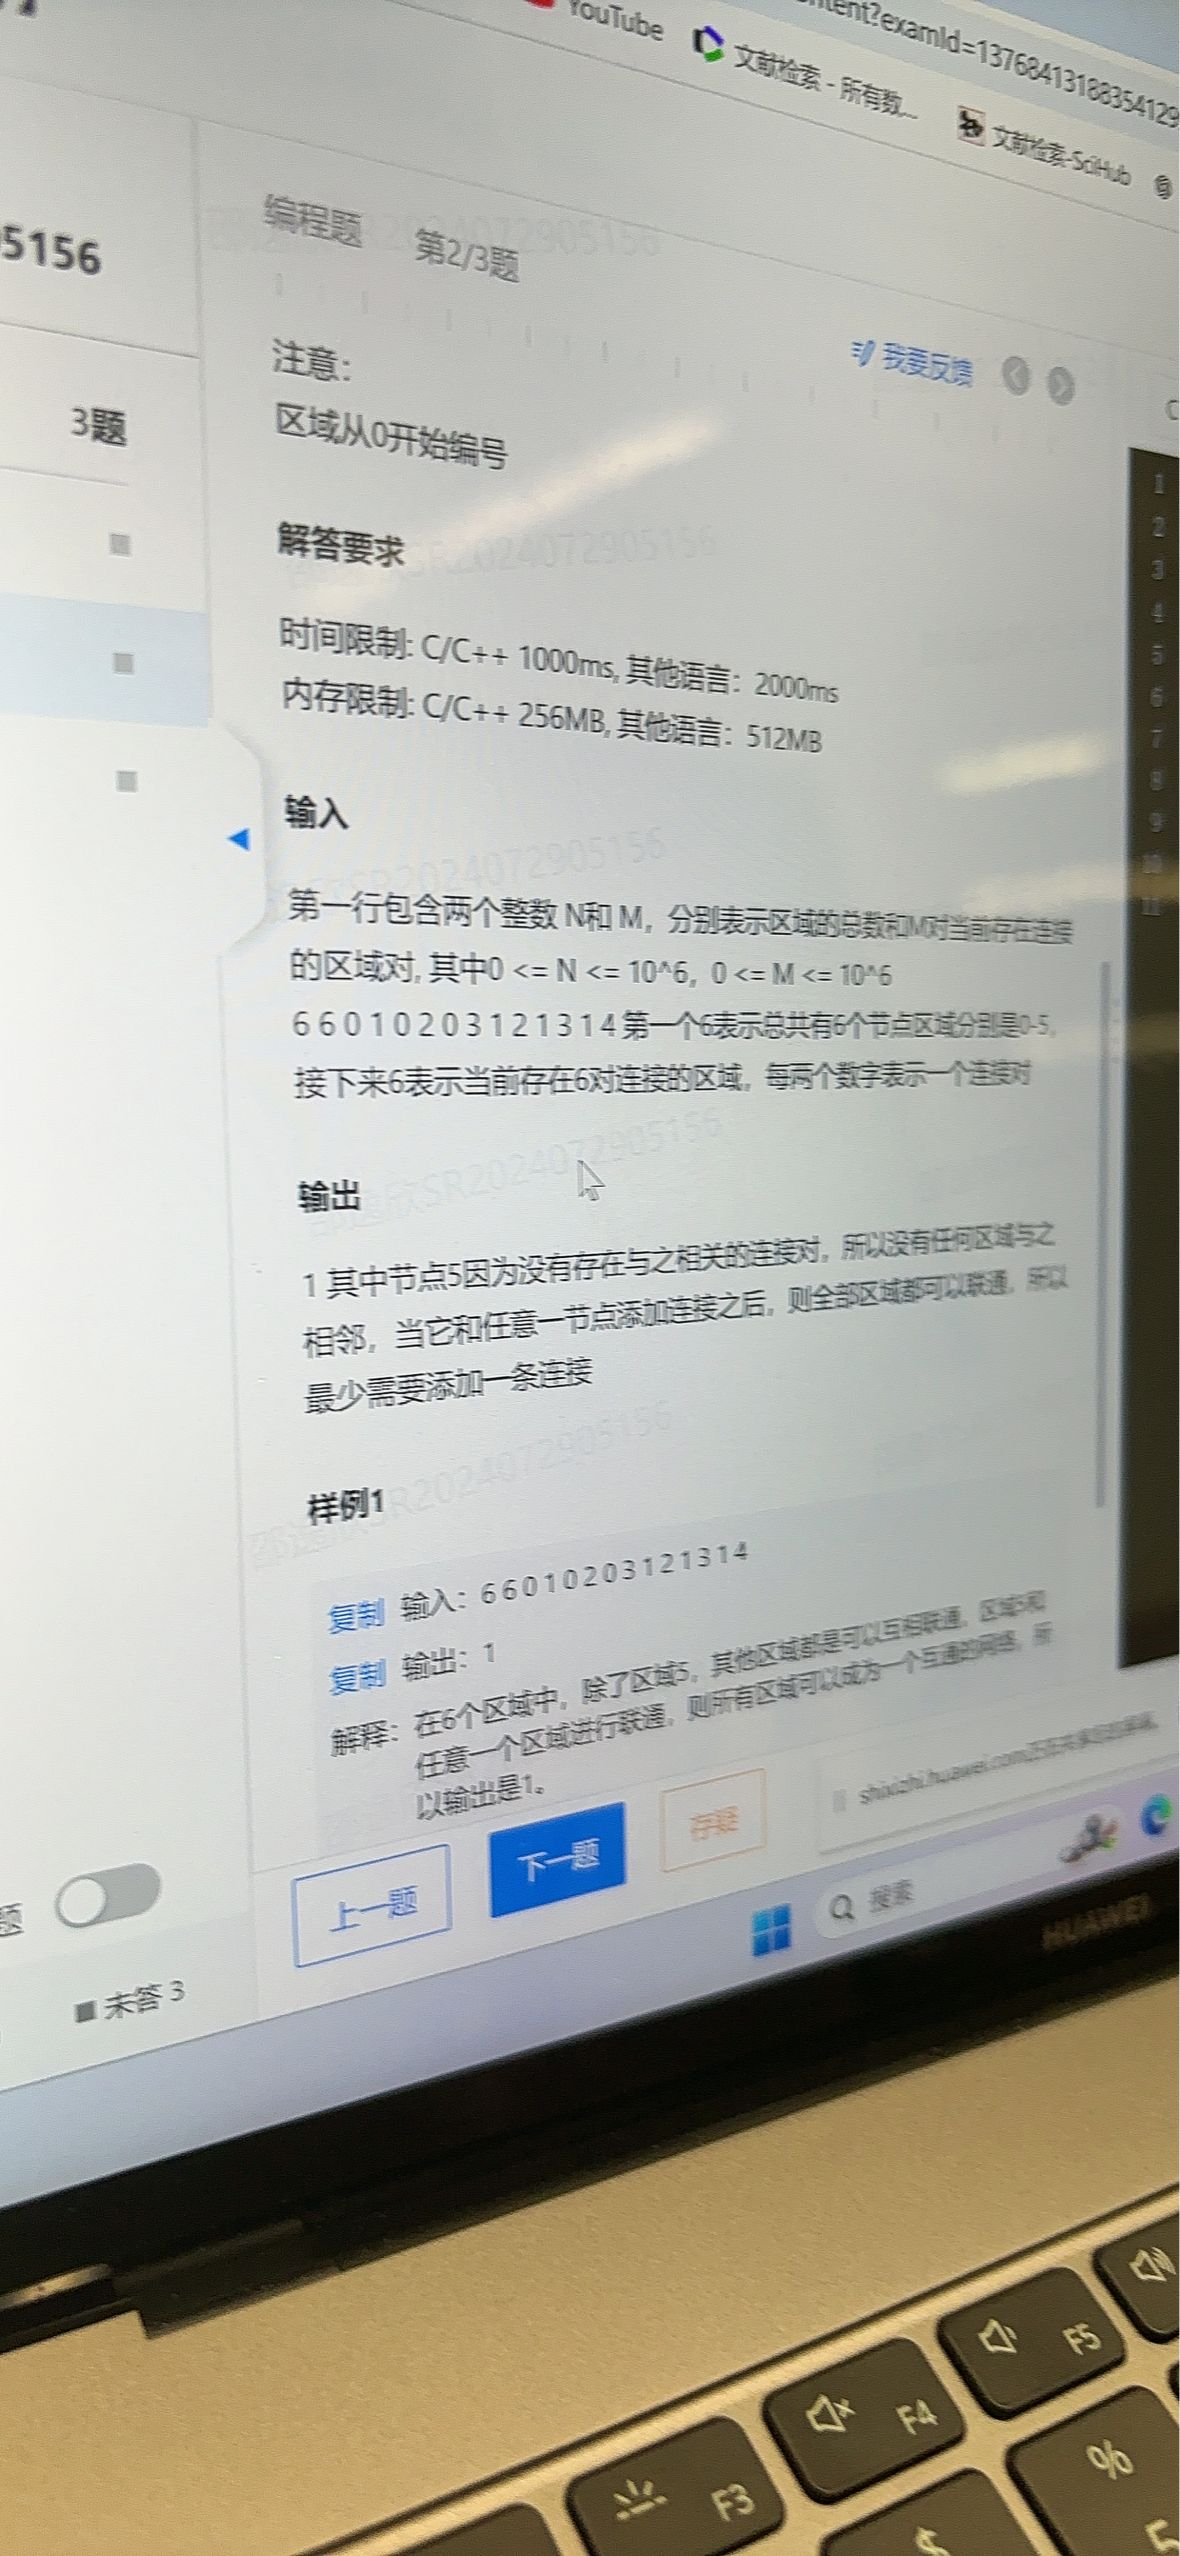 YouTube
ntent?examId=13768413188354129
文献检索 - 所有数...
文献检索-SciHub
5156
编程题 第2/3题
我要反馈
3题
注意：
区域从0开始编号
解答要求
时间限制: C/C++ 1000ms, 其他语言：2000ms
内存限制: C/C++ 256MB, 其他语言：512MB
输入
第一行包含两个整数 N和 M，分别表示区域的总数和M对当前存在连接
的区域对, 其中0 <= N <= 10^6，0 <= M <= 10^6
6 6 0 1 0 2 0 3 1 2 1 3 1 4 第一个6表示总共有6个节点区域分别是0-5，
接下来6表示当前存在6对连接的区域，每两个数字表示一个连接对
输出
1 其中节点5因为没有存在与之相关的连接对，所以没有任何区域与之
相邻，当它和任意一节点添加连接之后，则全部区域都可以联通，所以
最少需要添加一条连接
样例1
复制 输入：6 6 0 1 0 2 0 3 1 2 1 3 1 4
复制 输出：1
解释：在6个区域中，除了区域5，其他区域都是可以互相联通，区域5和
任意一个区域进行联通，则所有区域可以成为一个互通的网络，所
以输出是1。
上一题 下一题 存疑
shixizhi.huawei.com
题
搜索
HUAWEI
未答 3
1
2
3
4
5
6
7
8
9
10
11
SR2024072905156
F3
F4
F5
%
5
$